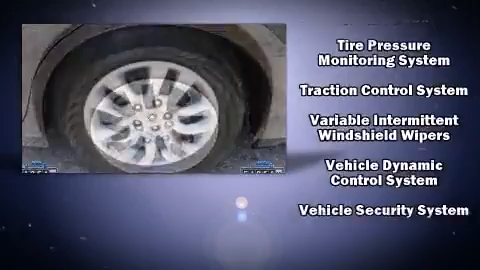 Tire Pressure
Monitoring System
Traction Control System
Variable Intermittent
Windshield Wipers
Vehicle Dynamic
Control System
Vehicle Security System